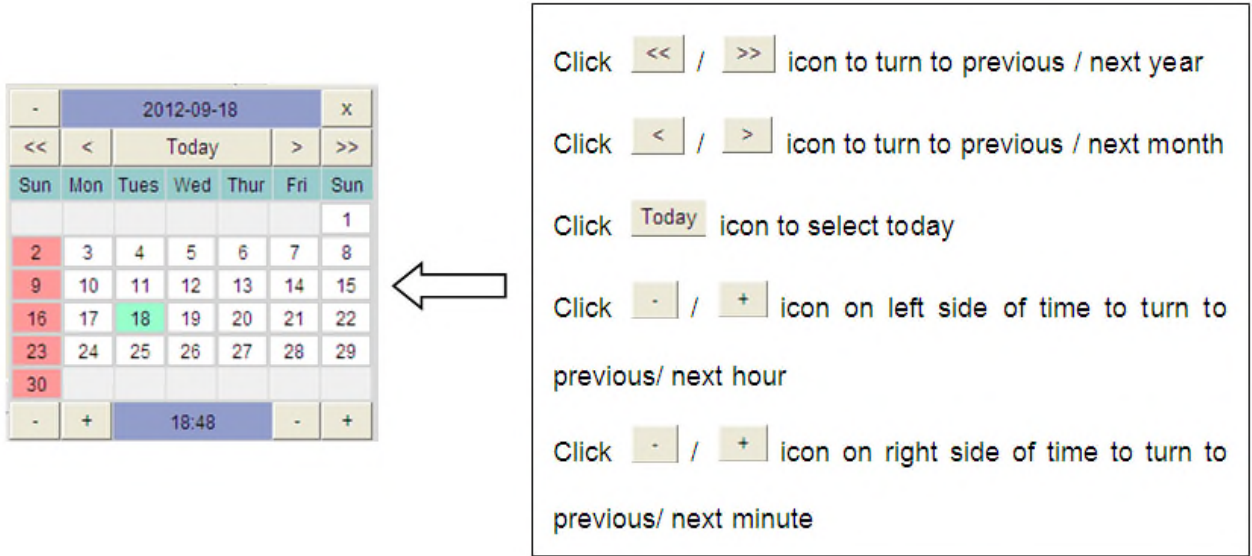 - 2012-09-18 x
<< < Today > >>
Sun Mon Tues Wed Thur Fri Sun
1
2 3 4 5 6 7 8
9 10 11 12 13 14 15
16 17 18 19 20 21 22
23 24 25 26 27 28 29
30
- + 18:48 - +
Click << / >> icon to turn to previous / next year
Click < / > icon to turn to previous / next month
Click Today icon to select today
Click - / + icon on left side of time to turn to
previous/ next hour
Click - / + icon on right side of time to turn to
previous/ next minute